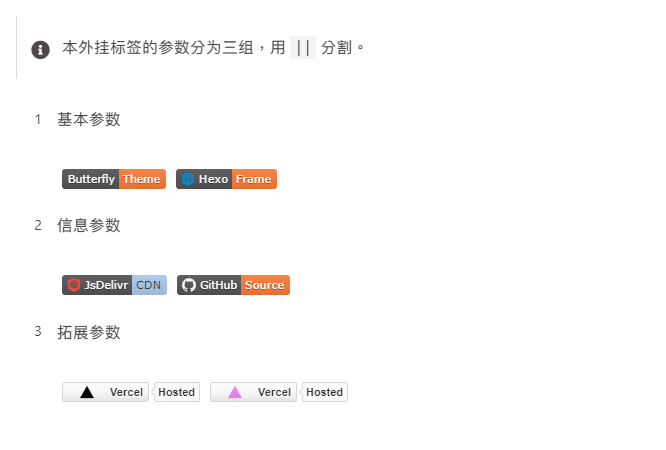 本外挂标签的参数分为三组，用 || 分割。
1 基本参数
Butterfly Theme Hexo Frame
2 信息参数
JsDelivr CDN GitHub Source
3 拓展参数
Vercel Hosted Vercel Hosted